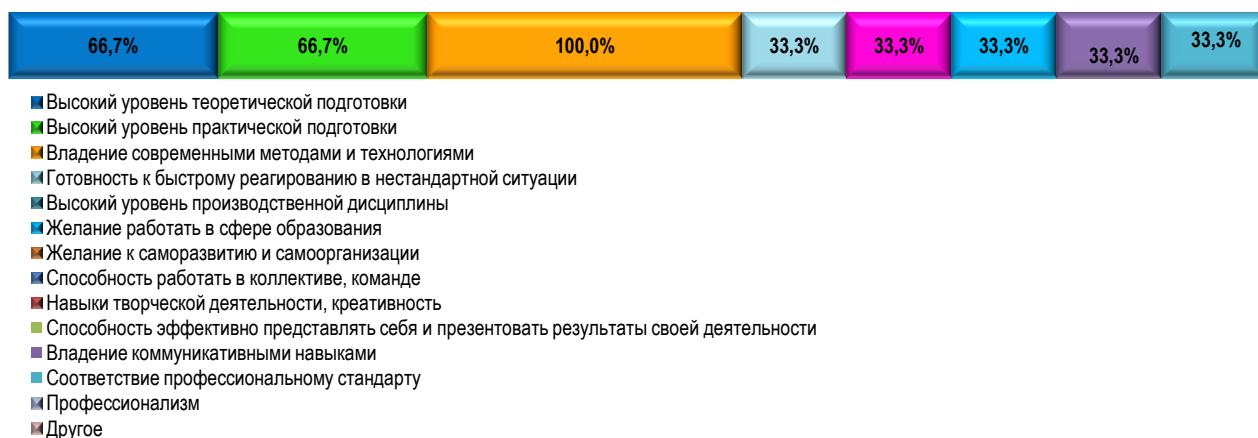 66,7% 66,7% 100,0% 33,3% 33,3% 33,3% 33,3% 33,3%
Высокий уровень теоретической подготовки
Высокий уровень практической подготовки
Владение современными методами и технологиями
Готовность к быстрому реагированию в нестандартной ситуации
Высокий уровень производственной дисциплины
Желание работать в сфере образования
Желание к саморазвитию и самоорганизации
Способность работать в коллективе, команде
Навыки творческой деятельности, креативность
Способность эффективно представлять себя и презентовать результаты своей деятельности
Владение коммуникативными навыками
Соответствие профессиональному стандарту
Профессионализм
Другое